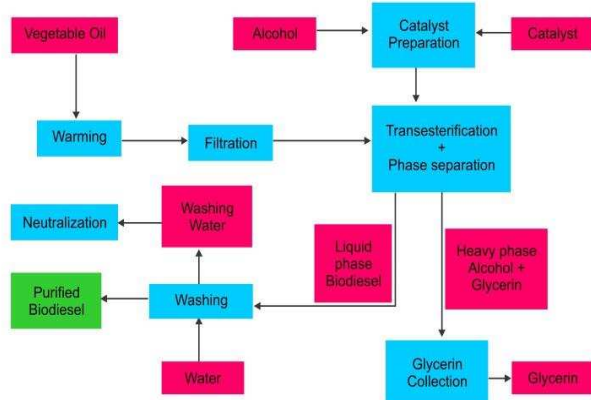 Vegetable Oil
Alcohol
Catalyst
Preparation
Catalyst
Warming
Filtration
Transesterification
+
Phase separation
Neutralization
Washing
Water
Liquid
phase
Biodiesel
Heavy phase
Alcohol +
Glycerin
Purified
Biodiesel
Washing
Water
Glycerin
Collection
Glycerin